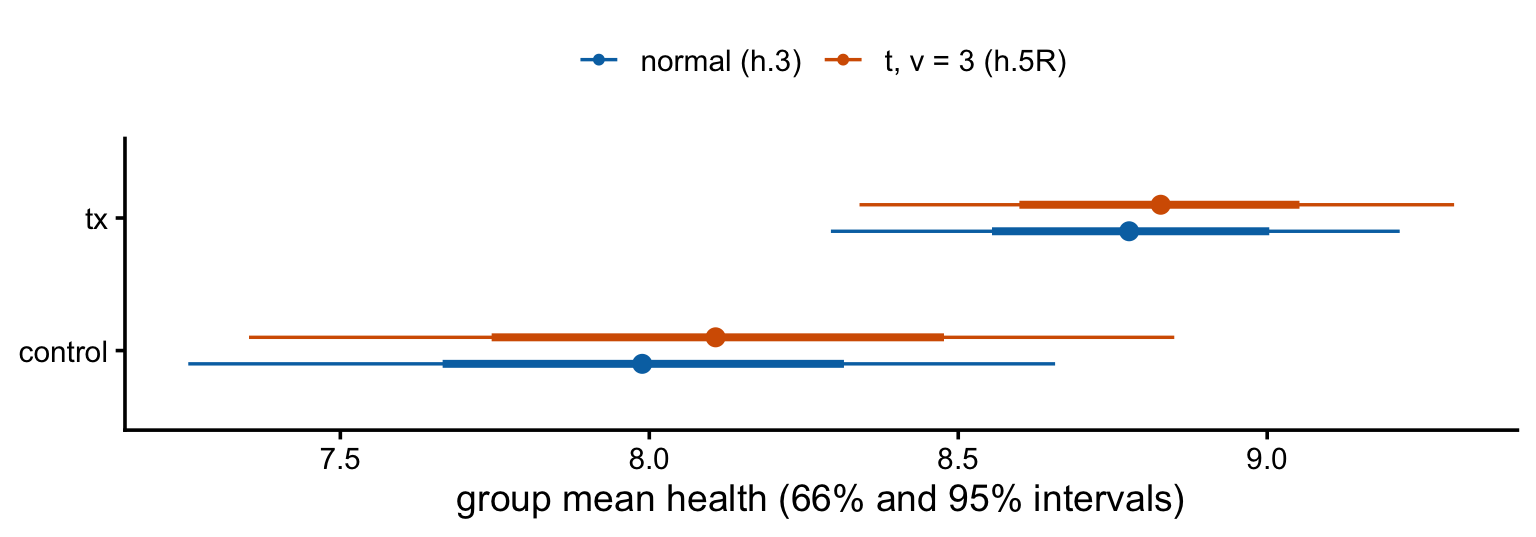 normal (h.3) t, v = 3 (h.5R)
tx
control
7.5 8.0 8.5 9.0
group mean health (66% and 95% intervals)